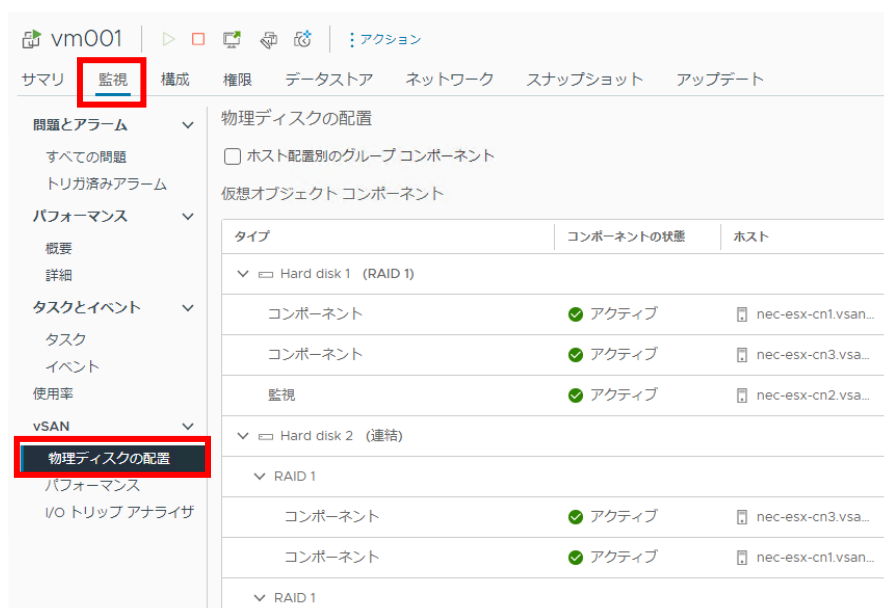 vm001 アクション
サマリ 監視 構成 権限 データストア ネットワーク スナップショット アップデート
問題とアラーム
すべての問題
トリガ済みアラーム
パフォーマンス
概要
詳細
タスクとイベント
タスク
イベント
使用率
vSAN
物理ディスクの配置
パフォーマンス
I/O トリップ アナライザ
物理ディスクの配置
ホスト配置別のグループ コンポーネント
仮想オブジェクト コンポーネント
タイプ コンポーネントの状態 ホスト
Hard disk 1 (RAID 1)
コンポーネント アクティブ nec-esx-cn1.vsan...
コンポーネント アクティブ nec-esx-cn3.vsa...
監視 アクティブ nec-esx-cn2.vsa...
Hard disk 2 (連結)
RAID 1
コンポーネント アクティブ nec-esx-cn3.vsa...
コンポーネント アクティブ nec-esx-cn1.vsan...
RAID 1